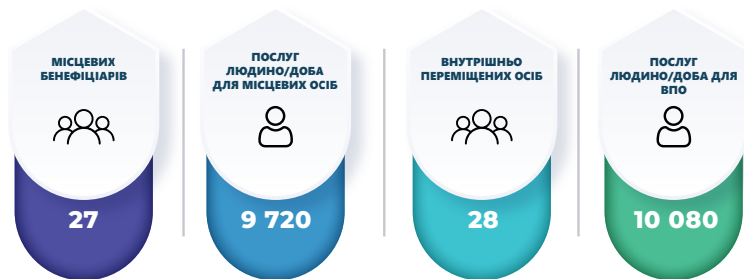 МІСЦЕВИХ
БЕНЕФІЦІАРІВ
27
ПОСЛУГ
ЛЮДИНО/ДОБА
ДЛЯ МІСЦЕВИХ ОСІБ
9 720
ВНУТРІШНЬО
ПЕРЕМІЩЕНИХ ОСІБ
28
ПОСЛУГ
ЛЮДИНО/ДОБА ДЛЯ
ВПО
10 080